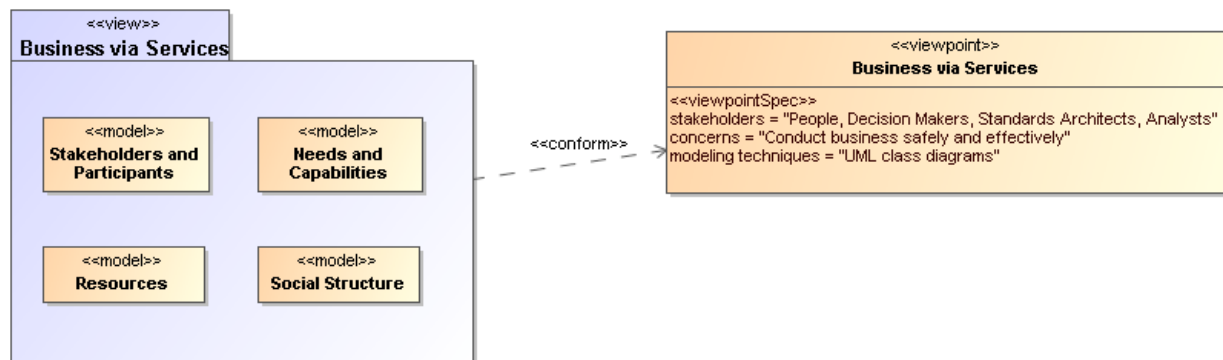 <<view>>
Business via Services
<<model>>
Stakeholders and
Participants
<<model>>
Needs and
Capabilities
<<model>>
Resources
<<model>>
Social Structure
<<conform>>
<<viewpoint>>
Business via Services
<<viewpointSpec>>
stakeholders = "People, Decision Makers, Standards Architects, Analysts"
concerns = "Conduct business safely and effectively"
modeling techniques = "UML class diagrams"